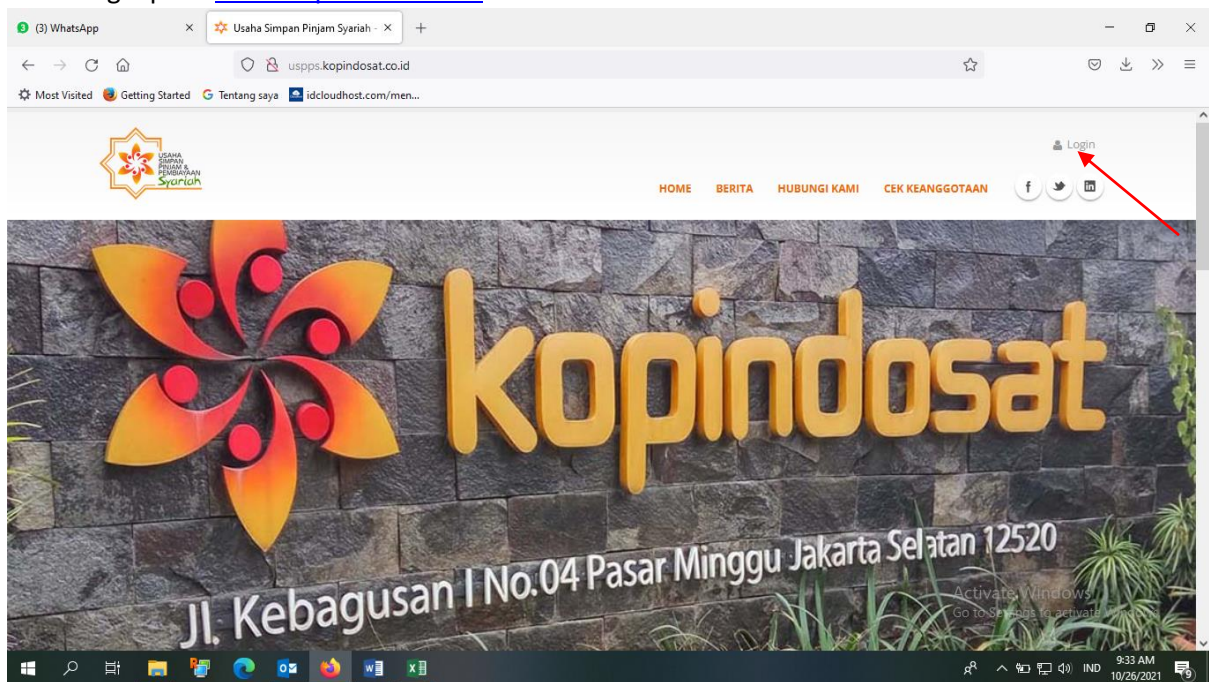 (3) WhatsApp
Usaha Simpan Pinjam Syariah -
uspps.kopindosat.co.id
Most Visited
Getting Started
Tentang saya
idcloudhost.com/men...
USAHA
SIMPAN
PINJAM &
PEMBIAYAAN
Syariah
Login
HOME
BERITA
HUBUNGI KAMI
CEK KEANGGOTAAN
kopindosat
Jl. Kebagusan I No.04 Pasar Minggu Jakarta Selatan 12520
Activate Windows
Go to Settings to activate Windows.
IND
9:33 AM
10/26/2021